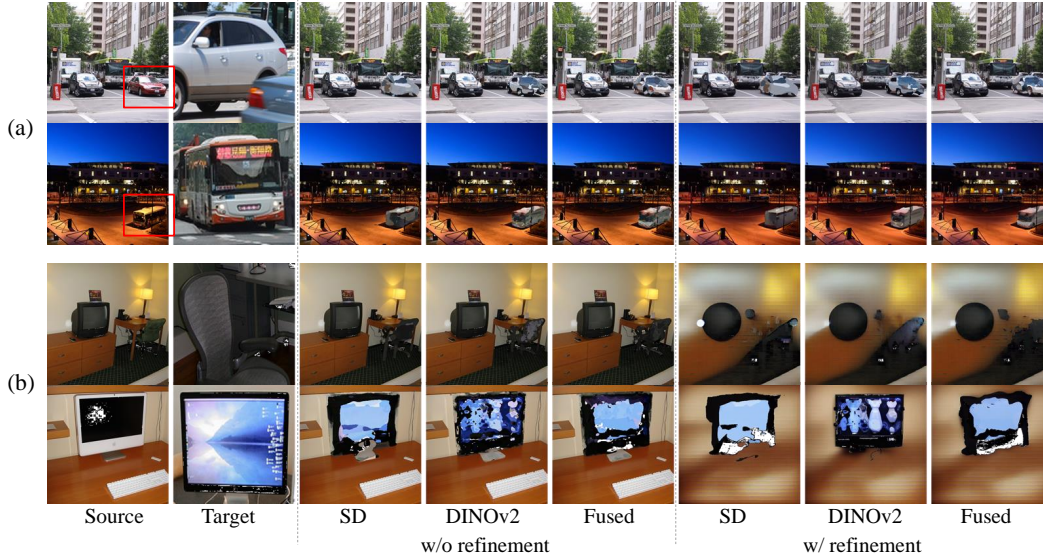 (a)
(b)
Source Target SD DINOv2 Fused SD DINOv2 Fused
w/o refinement w/ refinement